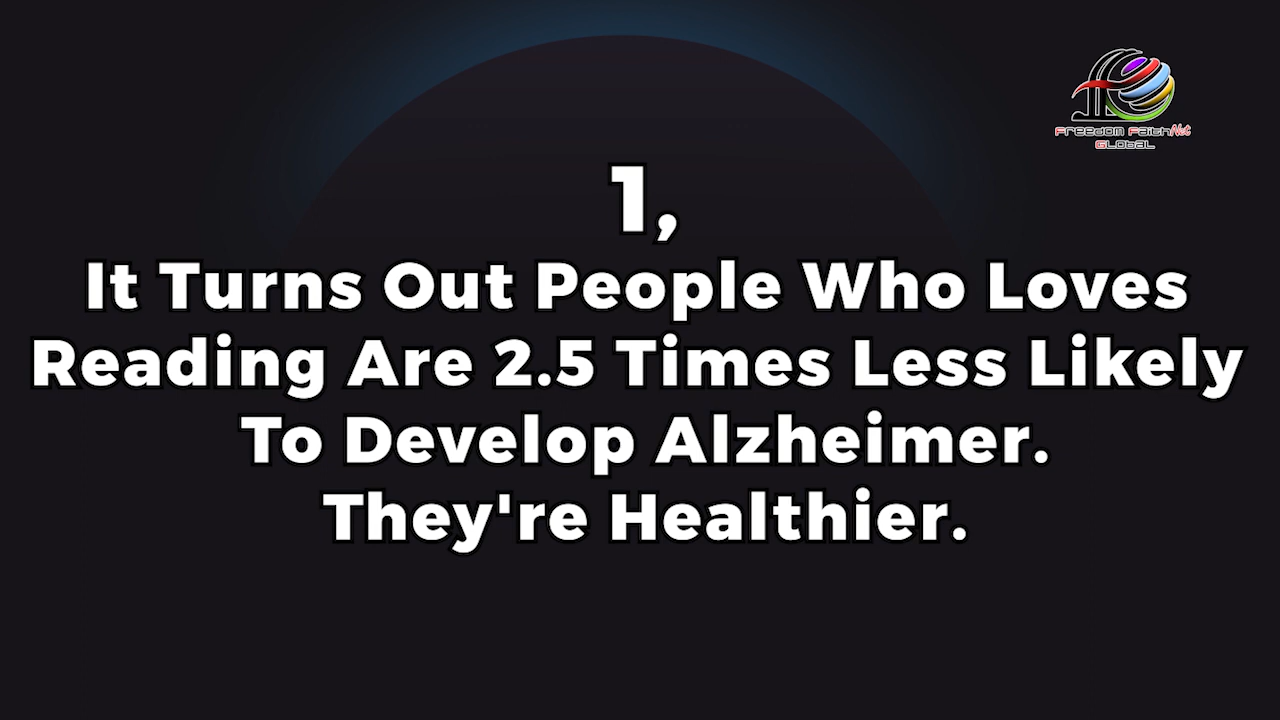 Freedom FaithNet
Global
1,
It Turns Out People Who Loves
Reading Are 2.5 Times Less Likely
To Develop Alzheimer.
They're Healthier.